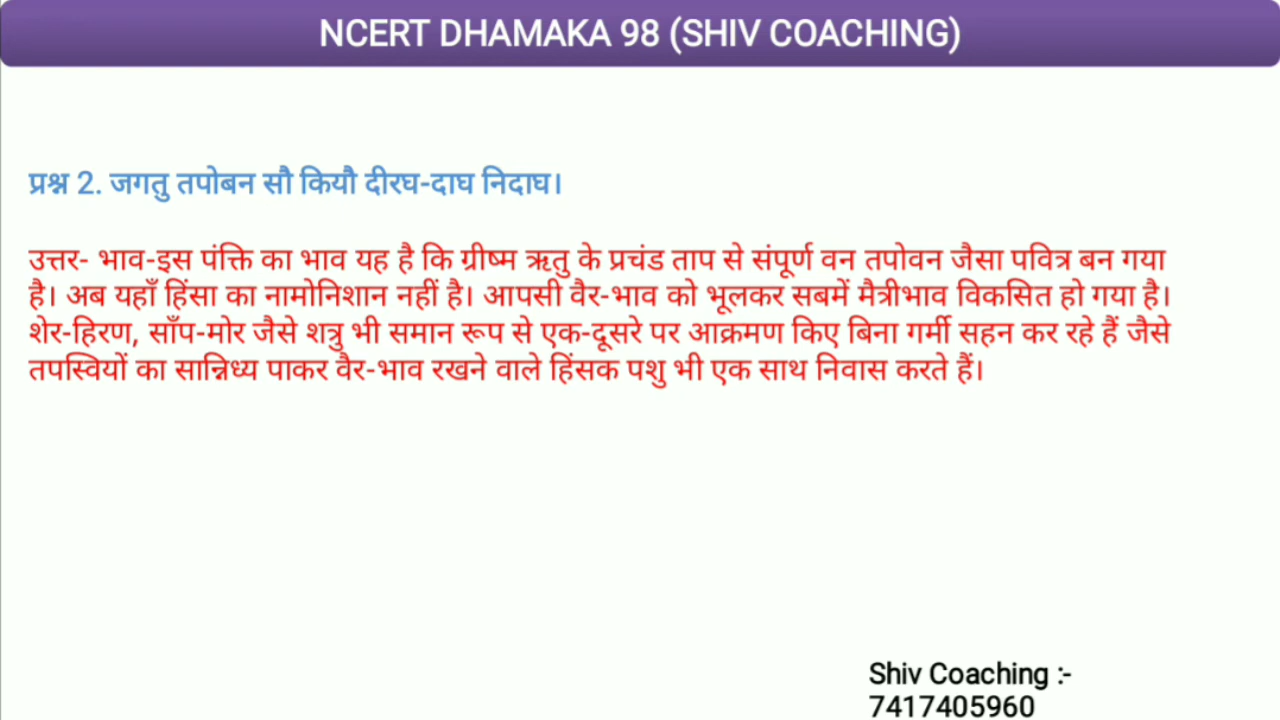 NCERT DHAMAKA 98 (SHIV COACHING)
प्रश्न 2. जगतु तपोबन सौ कियौ दीरघ-दाघ निदाघ।
उत्तर- भाव-इस पंक्ति का भाव यह है कि ग्रीष्म ऋतु के प्रचंड ताप से संपूर्ण वन तपोवन जैसा पवित्र बन गया
है। अब यहाँ हिंसा का नामोनिशान नहीं है। आपसी वैर-भाव को भूलकर सबमें मैत्रीभाव विकसित हो गया है।
शेर-हिरण, साँप-मोर जैसे शत्रु भी समान रूप से एक-दूसरे पर आक्रमण किए बिना गर्मी सहन कर रहे हैं जैसे
तपस्वियों का सान्निध्य पाकर वैर-भाव रखने वाले हिंसक पशु भी एक साथ निवास करते हैं।
Shiv Coaching :-
7417405960